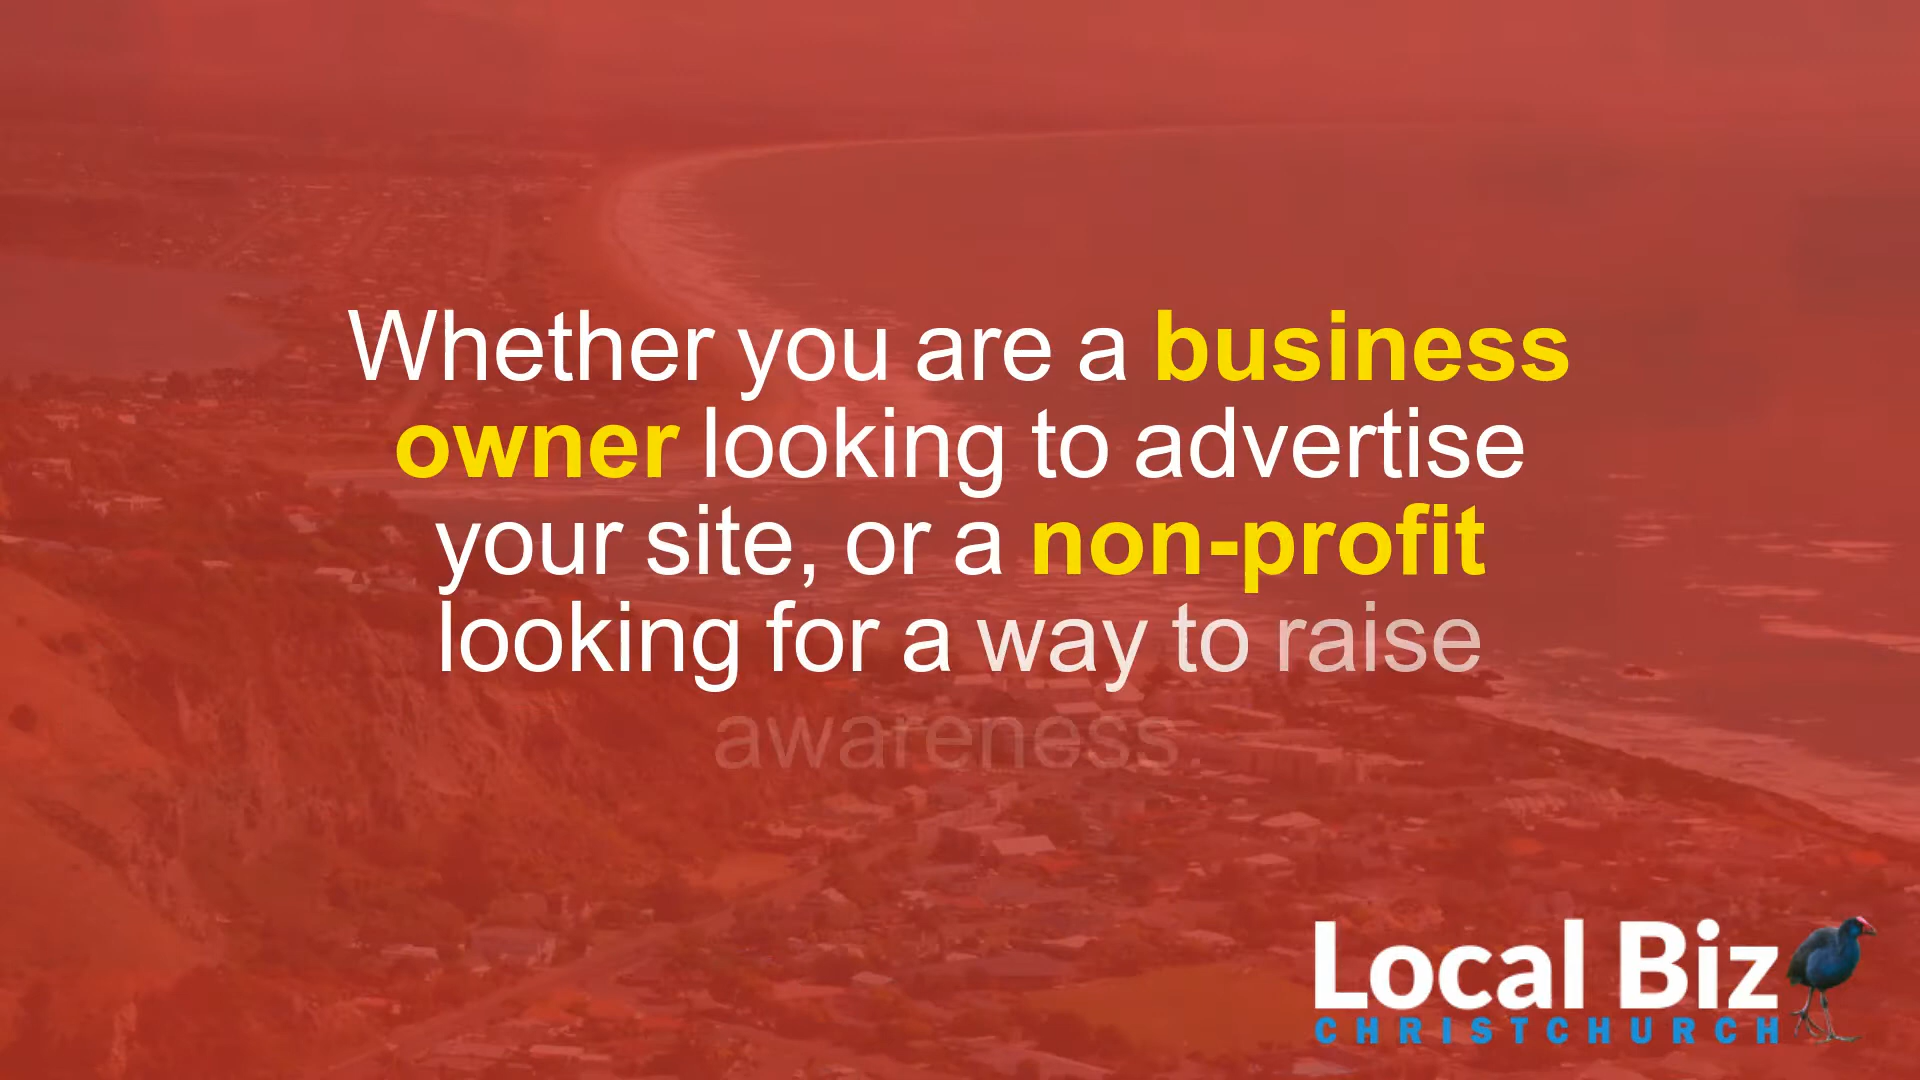 Whether you are a business
owner looking to advertise
your site, or a non-profit
looking for a way to raise
awareness.
Local Biz
CHRISTCHURCH